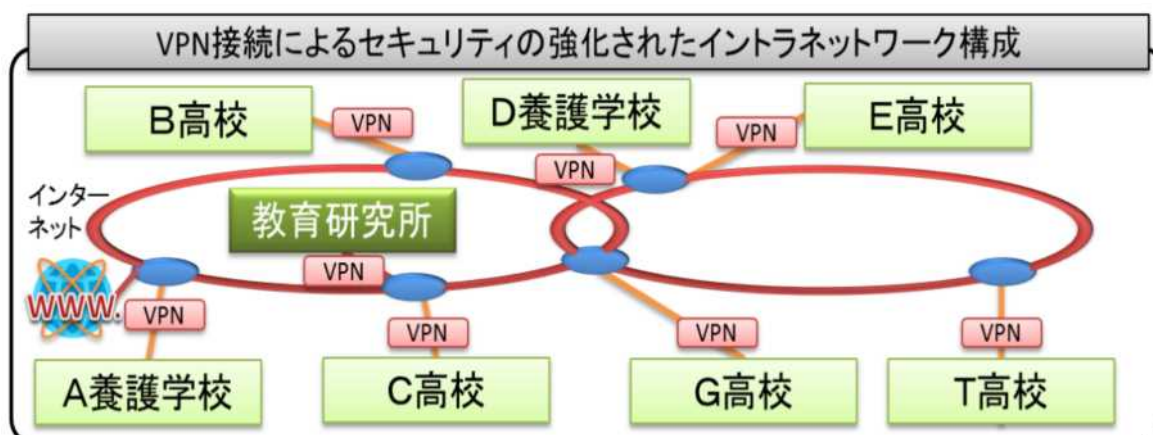 VPN接続によるセキュリティの強化されたイントラネットワーク構成
B高校
VPN
D養護学校
VPN
VPN
E高校
インター
ネット
教育研究所
VPN
WWW.
VPN
VPN
VPN
VPN
A養護学校
C高校
G高校
T高校